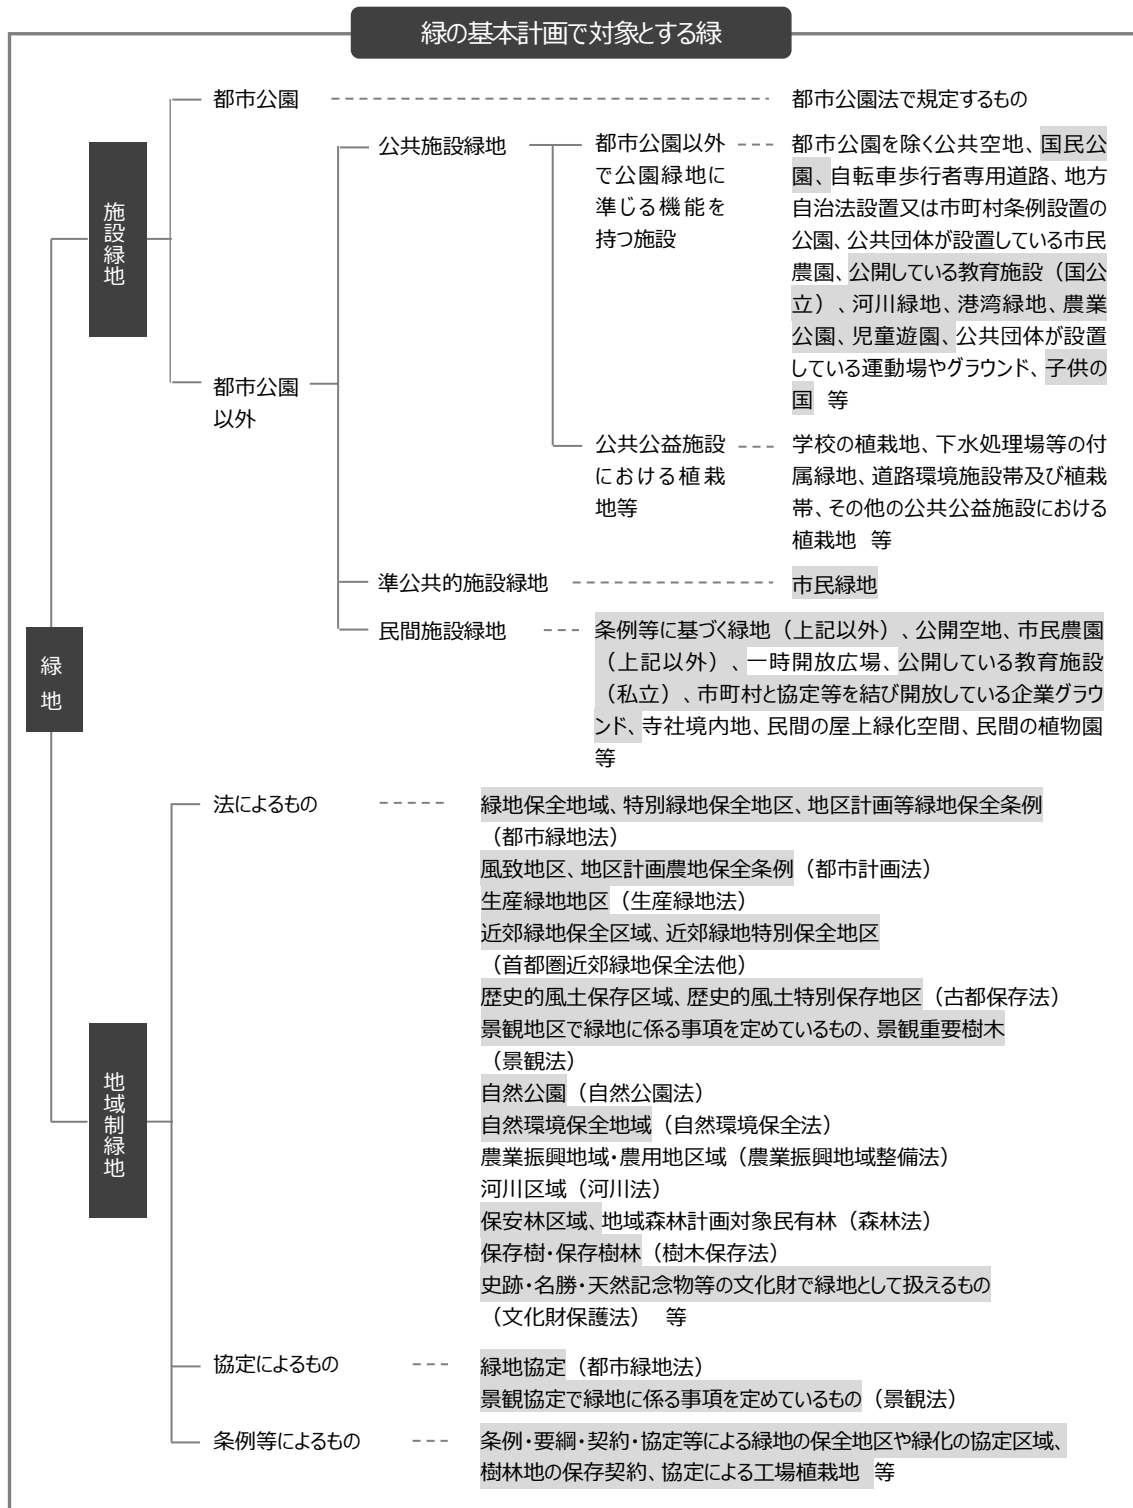 緑の基本計画で対象とする緑
緑地
施設緑地
都市公園
都市公園法で規定するもの
都市公園
以外
公共施設緑地
都市公園以外
で公園緑地に
準じる機能を
持つ施設
都市公園を除く公共空地、国民公
園、自転車歩行者専用道路、地方
自治法設置又は市町村条例設置の
公園、公共団体が設置している市民
農園、公開している教育施設（国公
立）、河川緑地、港湾緑地、農業
公園、児童遊園、公共団体が設置
している運動場やグラウンド、子供の
国 等
公共公益施設
における植栽
地等
学校の植栽地、下水処理場等の付
属緑地、道路環境施設帯及び植栽
帯、その他の公共公益施設における
植栽地 等
準公共的施設緑地
市民緑地
民間施設緑地
条例等に基づく緑地（上記以外）、公開空地、市民農園
（上記以外）、一時開放広場、公開している教育施設
（私立）、市町村と協定等を結び開放している企業グラウ
ンド、寺社境内地、民間の屋上緑化空間、民間の植物園
等
地域制緑地
法によるもの
緑地保全地域、特別緑地保全地区、地区計画等緑地保全条例
（都市緑地法）
風致地区、地区計画農地保全条例（都市計画法）
生産緑地地区（生産緑地法）
近郊緑地保全区域、近郊緑地特別保全地区
（首都圏近郊緑地保全法他）
歴史的風土保存区域、歴史的風土特別保存地区（古都保存法）
景観地区で緑地に係る事項を定めているもの、景観重要樹木
（景観法）
自然公園（自然公園法）
自然環境保全地域（自然環境保全法）
農業振興地域・農用地区域（農業振興地域整備法）
河川区域（河川法）
保安林区域、地域森林計画対象民有林（森林法）
保存樹・保存樹林（樹木保存法）
史跡・名勝・天然記念物等の文化財で緑地として扱えるもの
（文化財保護法） 等
協定によるもの
緑地協定（都市緑地法）
景観協定で緑地に係る事項を定めているもの（景観法）
条例等によるもの
条例・要綱・契約・協定等による緑地の保全地区や緑化の協定区域、
樹林地の保存契約、協定による工場植栽地 等